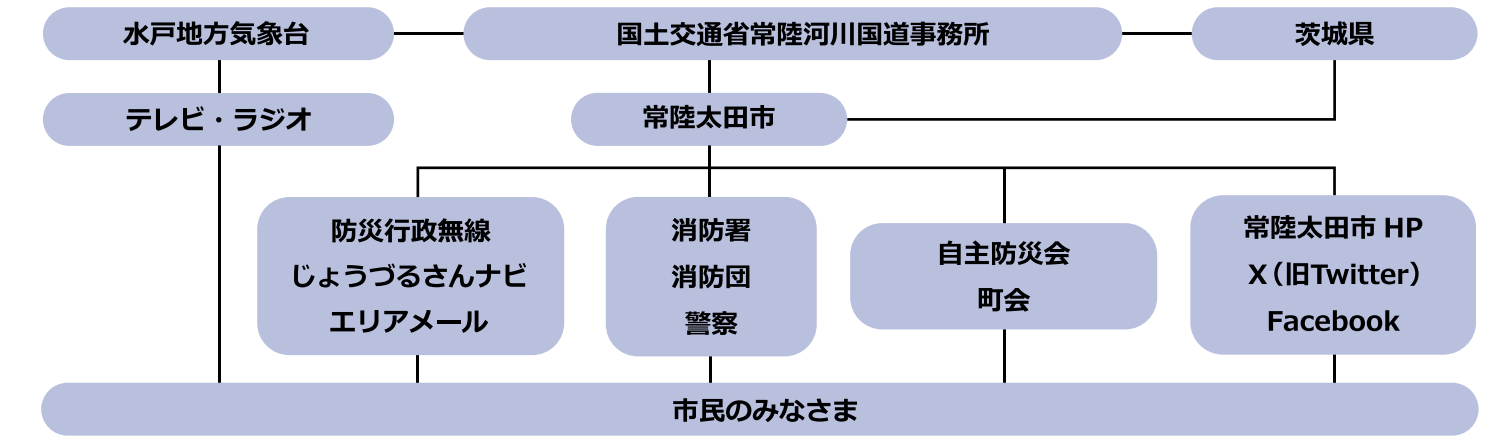 水戸地方気象台
国土交通省常陸河川国道事務所
茨城県
テレビ・ラジオ
常陸太田市
防災行政無線
じょうづるさんナビ
エリアメール
消防署
消防団
警察
自主防災会
町会
常陸太田市 HP
X（旧Twitter）
Facebook
市民のみなさま